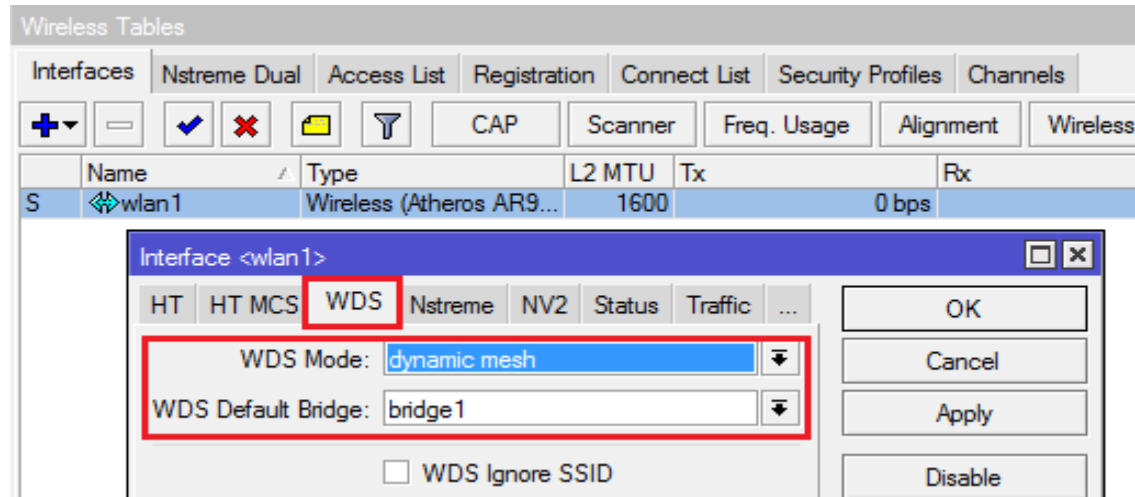 Wireless Tables
Interfaces Nstreme Dual Access List Registration Connect List Security Profiles Channels
CAP Scanner Freq. Usage Alignment Wireless
Name Type L2 MTU Tx Rx
S wlan1 Wireless (Atheros AR9... 1600 0 bps
Interface <wlan1>
HT HT MCS WDS Nstreme NV2 Status Traffic ...
OK
WDS Mode: dynamic mesh
Cancel
WDS Default Bridge: bridge1
Apply
WDS Ignore SSID
Disable